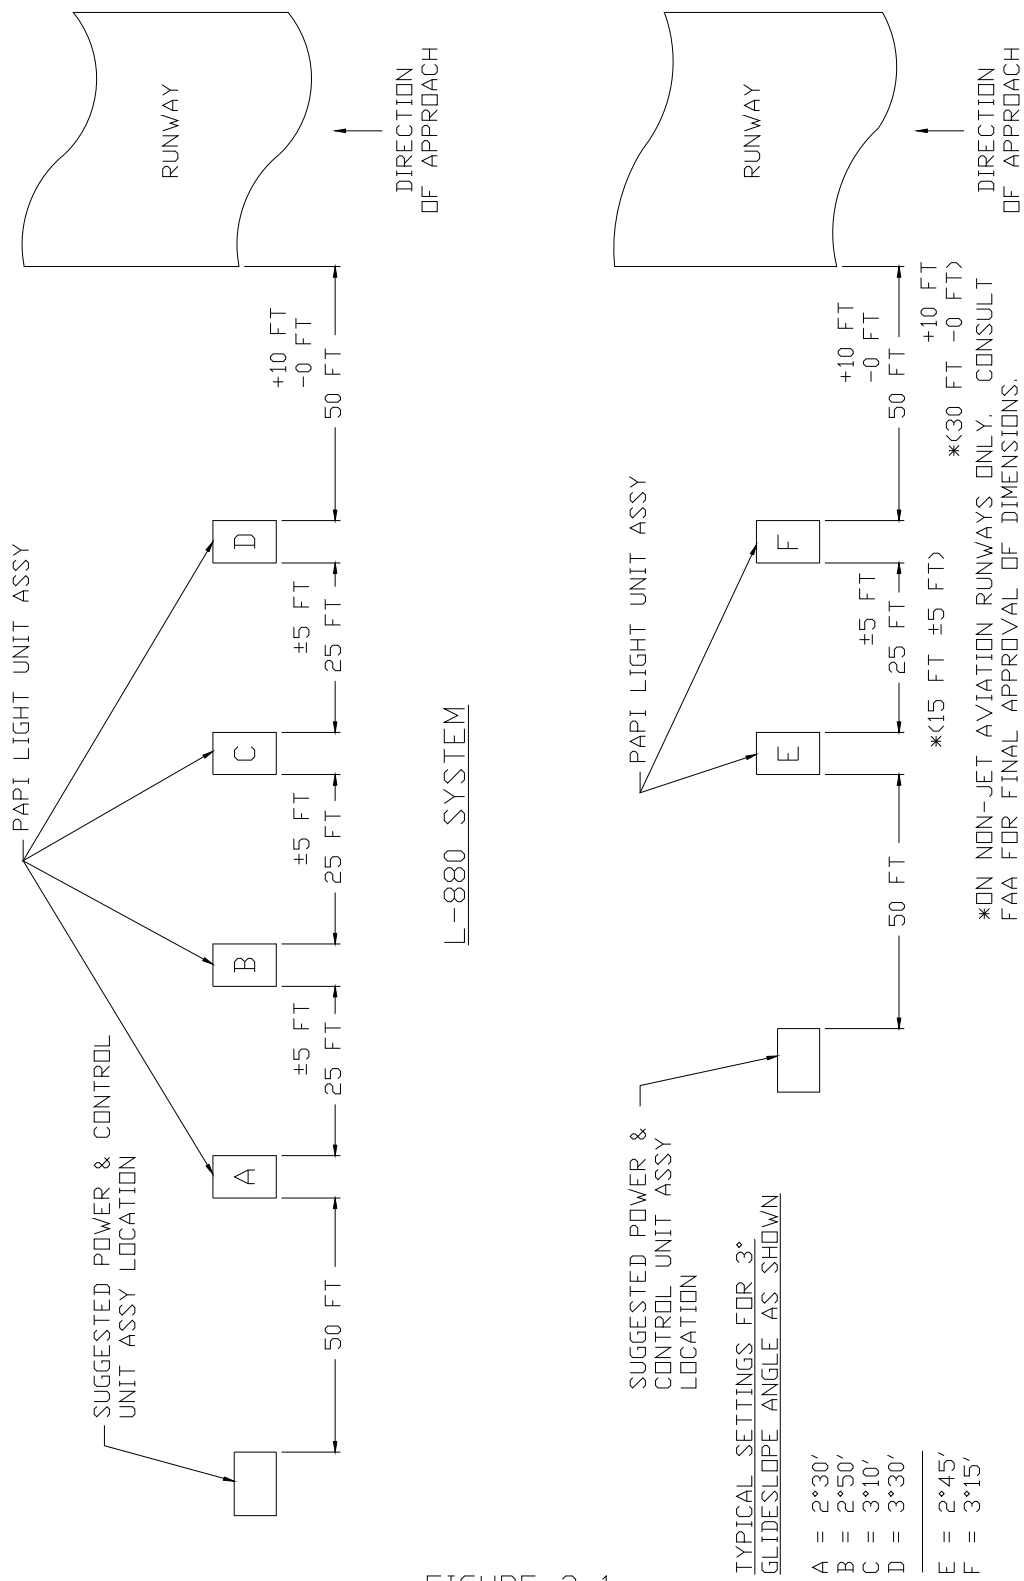 PAPI LIGHT UNIT ASSY
SUGGESTED POWER & CONTROL
UNIT ASSY LOCATION
RUNWAY
A
B
C
D
±5 FT
±5 FT
±5 FT
+10 FT
-0 FT
50 FT
25 FT
25 FT
25 FT
50 FT
DIRECTION
OF APPROACH
L-880 SYSTEM
PAPI LIGHT UNIT ASSY
SUGGESTED POWER &
CONTROL UNIT ASSY
LOCATION
RUNWAY
E
F
±5 FT
+10 FT
-0 FT
50 FT
25 FT
50 FT
DIRECTION
OF APPROACH
*(15 FT ±5 FT)
+10 FT
*(30 FT -0 FT)
*ON NON-JET AVIATION RUNWAYS ONLY. CONSULT
FAA FOR FINAL APPROVAL OF DIMENSIONS.
TYPICAL SETTINGS FOR 3°
GLIDESLOPE ANGLE AS SHOWN
A = 2°30′
B = 2°50′
C = 3°10′
D = 3°30′
E = 2°45′
F = 3°15′